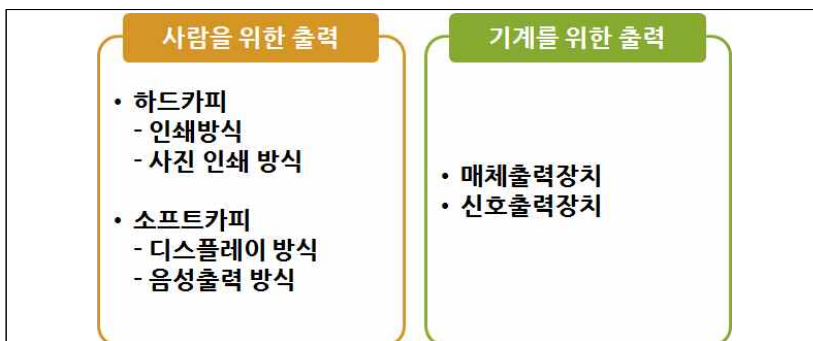 사람을 위한 출력
• 하드카피
- 인쇄방식
- 사진 인쇄 방식
• 소프트카피
- 디스플레이 방식
- 음성출력 방식
기계를 위한 출력
• 매체출력장치
• 신호출력장치